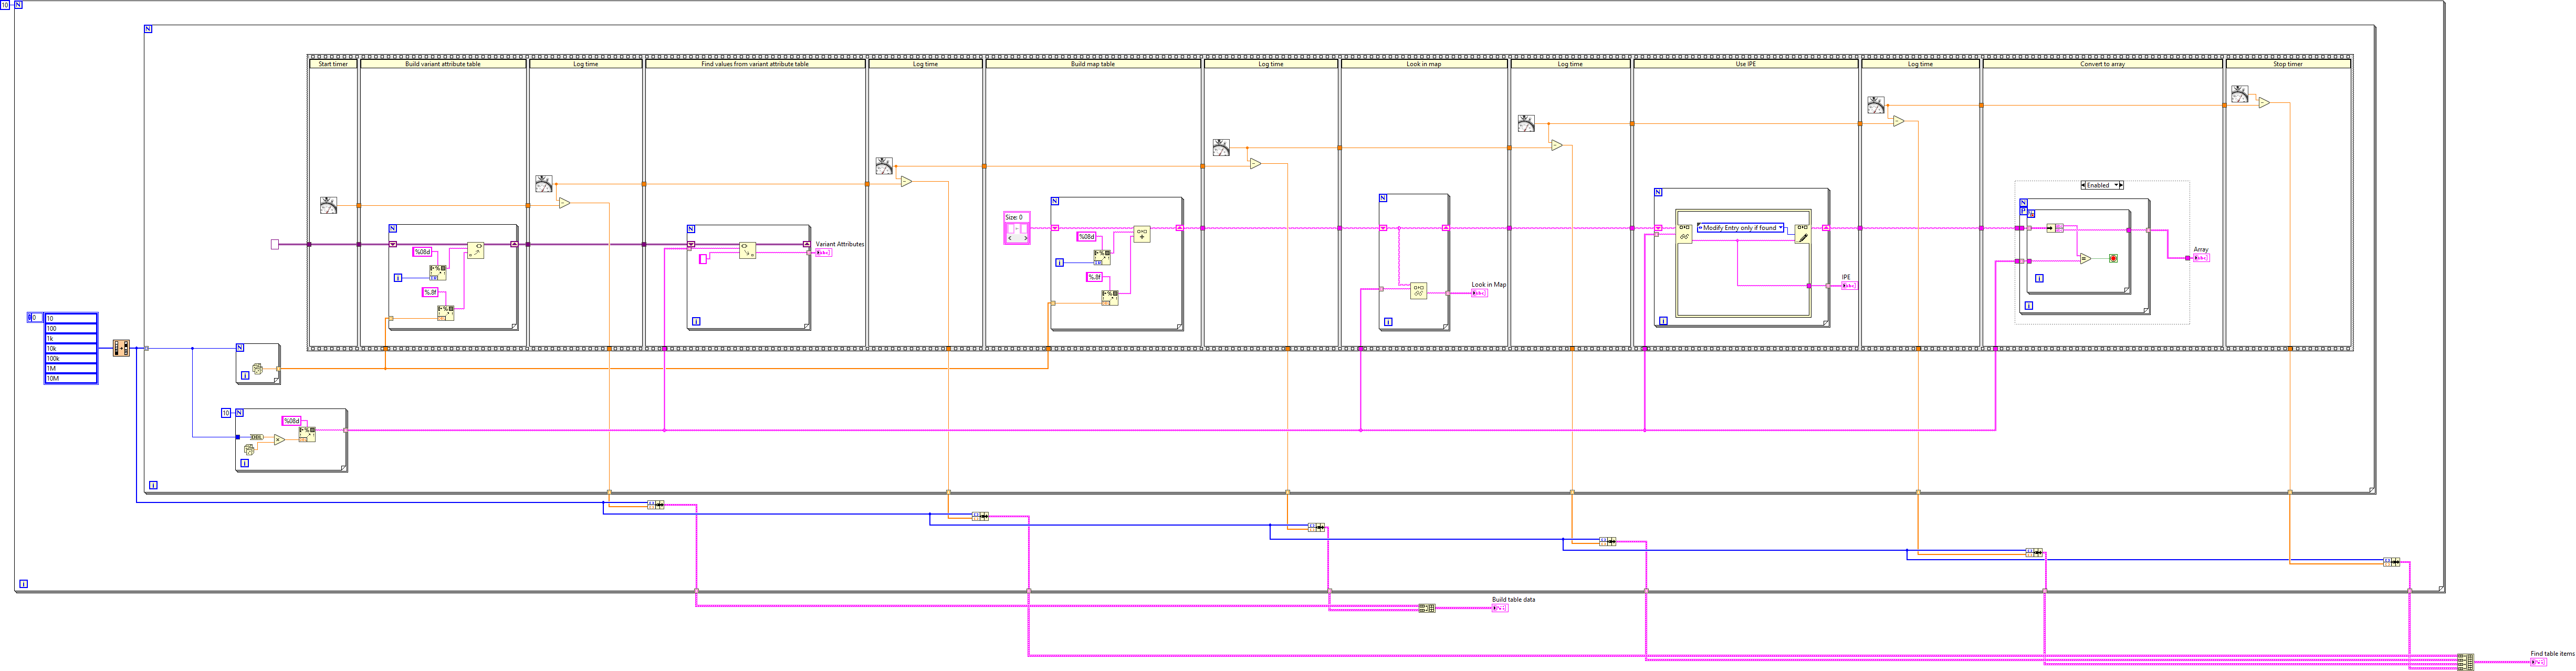 10 N
N
Start timer
Build variant attribute table
Log time
Find values from variant attribute table
Log time
Build map table
Log time
Look in map
Log time
Use IPE
Log time
Convert to array
Stop timer
Enabled
N
%08d
i
%.8f
N
Variant Attributes
i
Size: 0
N
%08d
i
%.8f
N
Look in Map
i
N
Modify Entry only if found
IPE
i
N
Array
i
i
0
10
100
1k
10k
100k
1M
10M
N
i
10 N
%08d
DBL
i
i
i
Build table data
Find table items